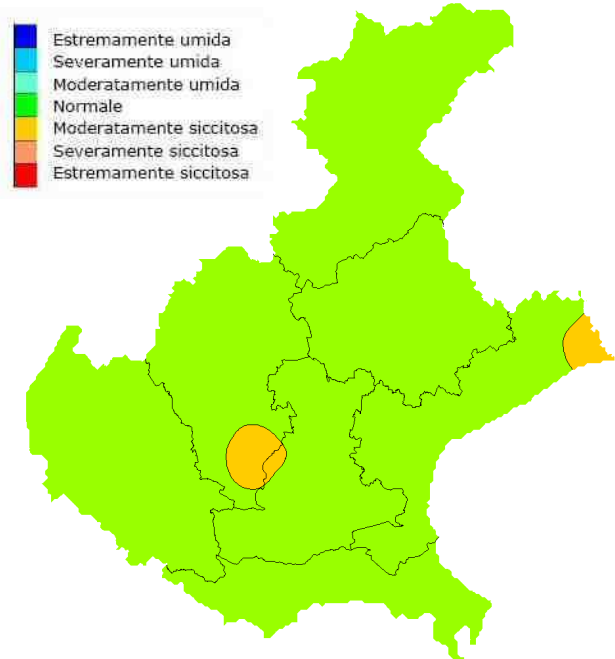 Estremamente umida
Severamente umida
Moderatamente umida
Normale
Moderatamente siccitosa
Severamente siccitosa
Estremamente siccitosa